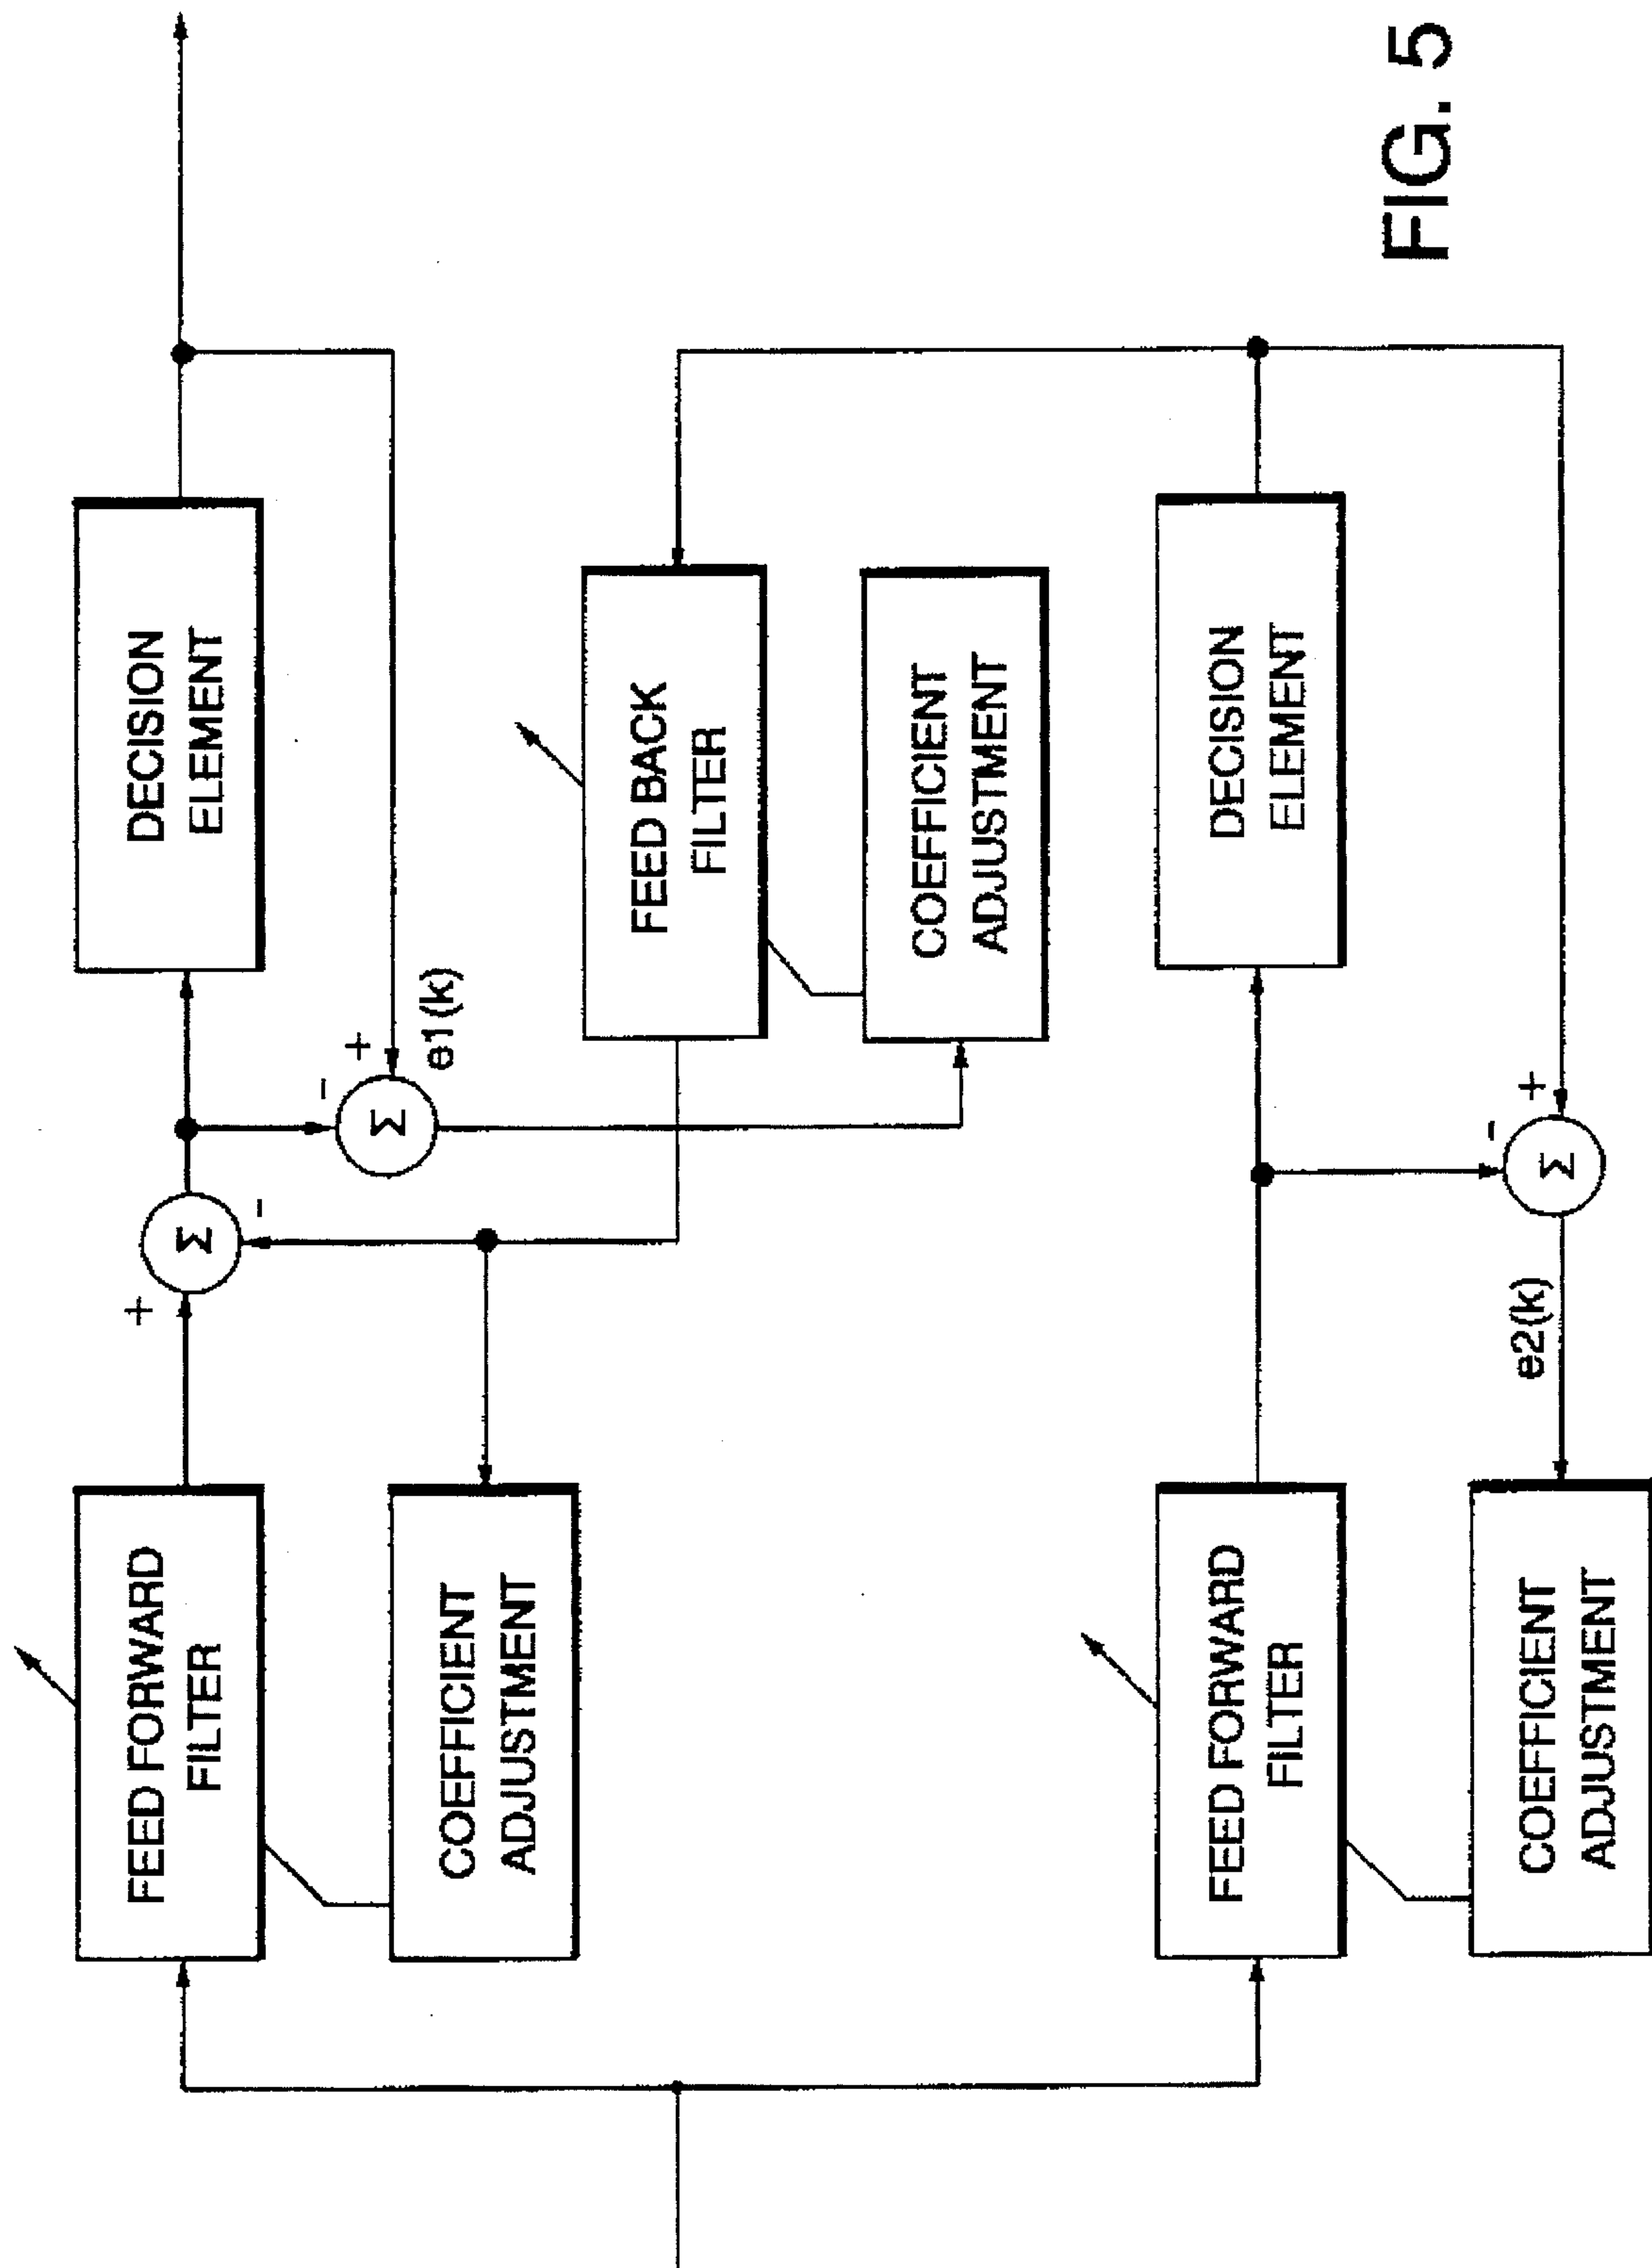 FEED FORWARD
FILTER
+
Σ
-
DECISION
ELEMENT
COEFFICIENT
ADJUSTMENT
-
Σ
+
e1(k)
FEED BACK
FILTER
COEFFICIENT
ADJUSTMENT
FEED FORWARD
FILTER
DECISION
ELEMENT
COEFFICIENT
ADJUSTMENT
e2(k)
-
Σ
+
FIG. 5